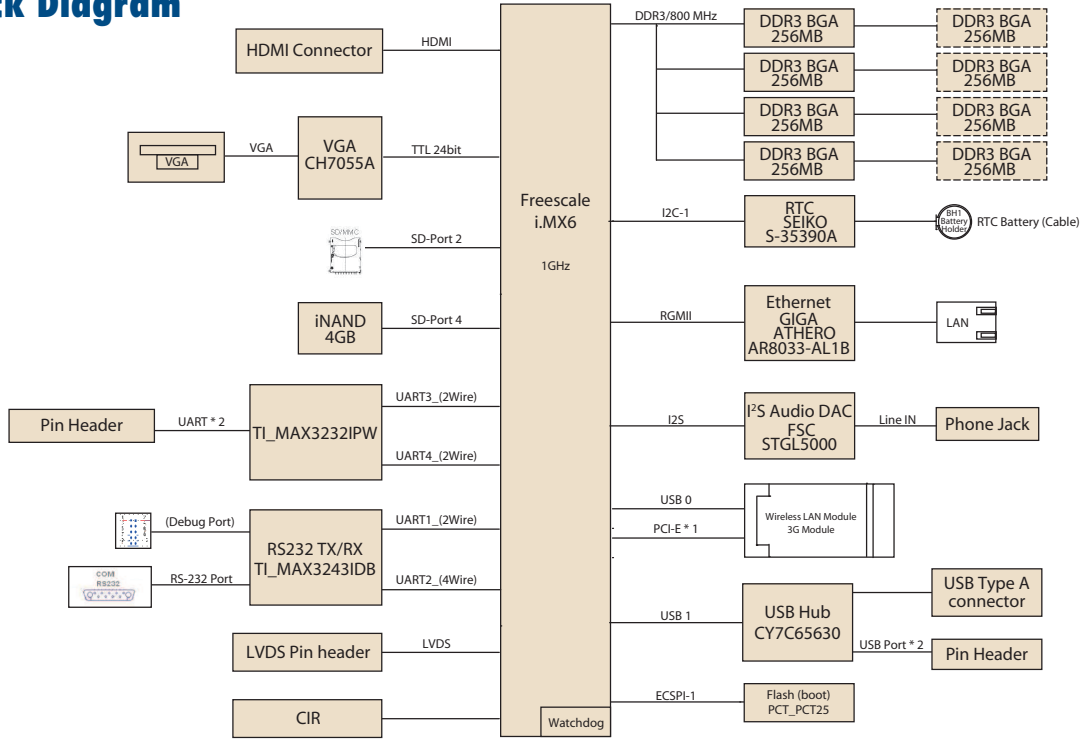 ck Diagram
HDMI Connector
HDMI
VGA
VGA
VGA
CH7055A
TTL 24bit
SD/MMC
SD-Port 2
iNAND
4GB
SD-Port 4
Pin Header
UART * 2
TI_MAX3232IPW
UART3_(2Wire)
UART4_(2Wire)
(Debug Port)
COM
RS232
RS-232 Port
RS232 TX/RX
TI_MAX3243IDB
UART1_(2Wire)
UART2_(4Wire)
LVDS Pin header
LVDS
CIR
Freescale
i.MX6
1GHz
Watchdog
DDR3/800 MHz
DDR3 BGA
256MB
DDR3 BGA
256MB
DDR3 BGA
256MB
DDR3 BGA
256MB
DDR3 BGA
256MB
DDR3 BGA
256MB
DDR3 BGA
256MB
DDR3 BGA
256MB
I2C-1
RTC
SEIKO
S-35390A
BH1
Battery
Holder
RTC Battery (Cable)
RGMII
Ethernet
GIGA
ATHERO
AR8033-AL1B
LAN
I2S
I²S Audio DAC
FSC
STGL5000
Line IN
Phone Jack
USB 0
PCI-E * 1
Wireless LAN Module
3G Module
USB 1
USB Hub
CY7C65630
USB Type A
connector
USB Port * 2
Pin Header
ECSPI-1
Flash (boot)
PCT_PCT25